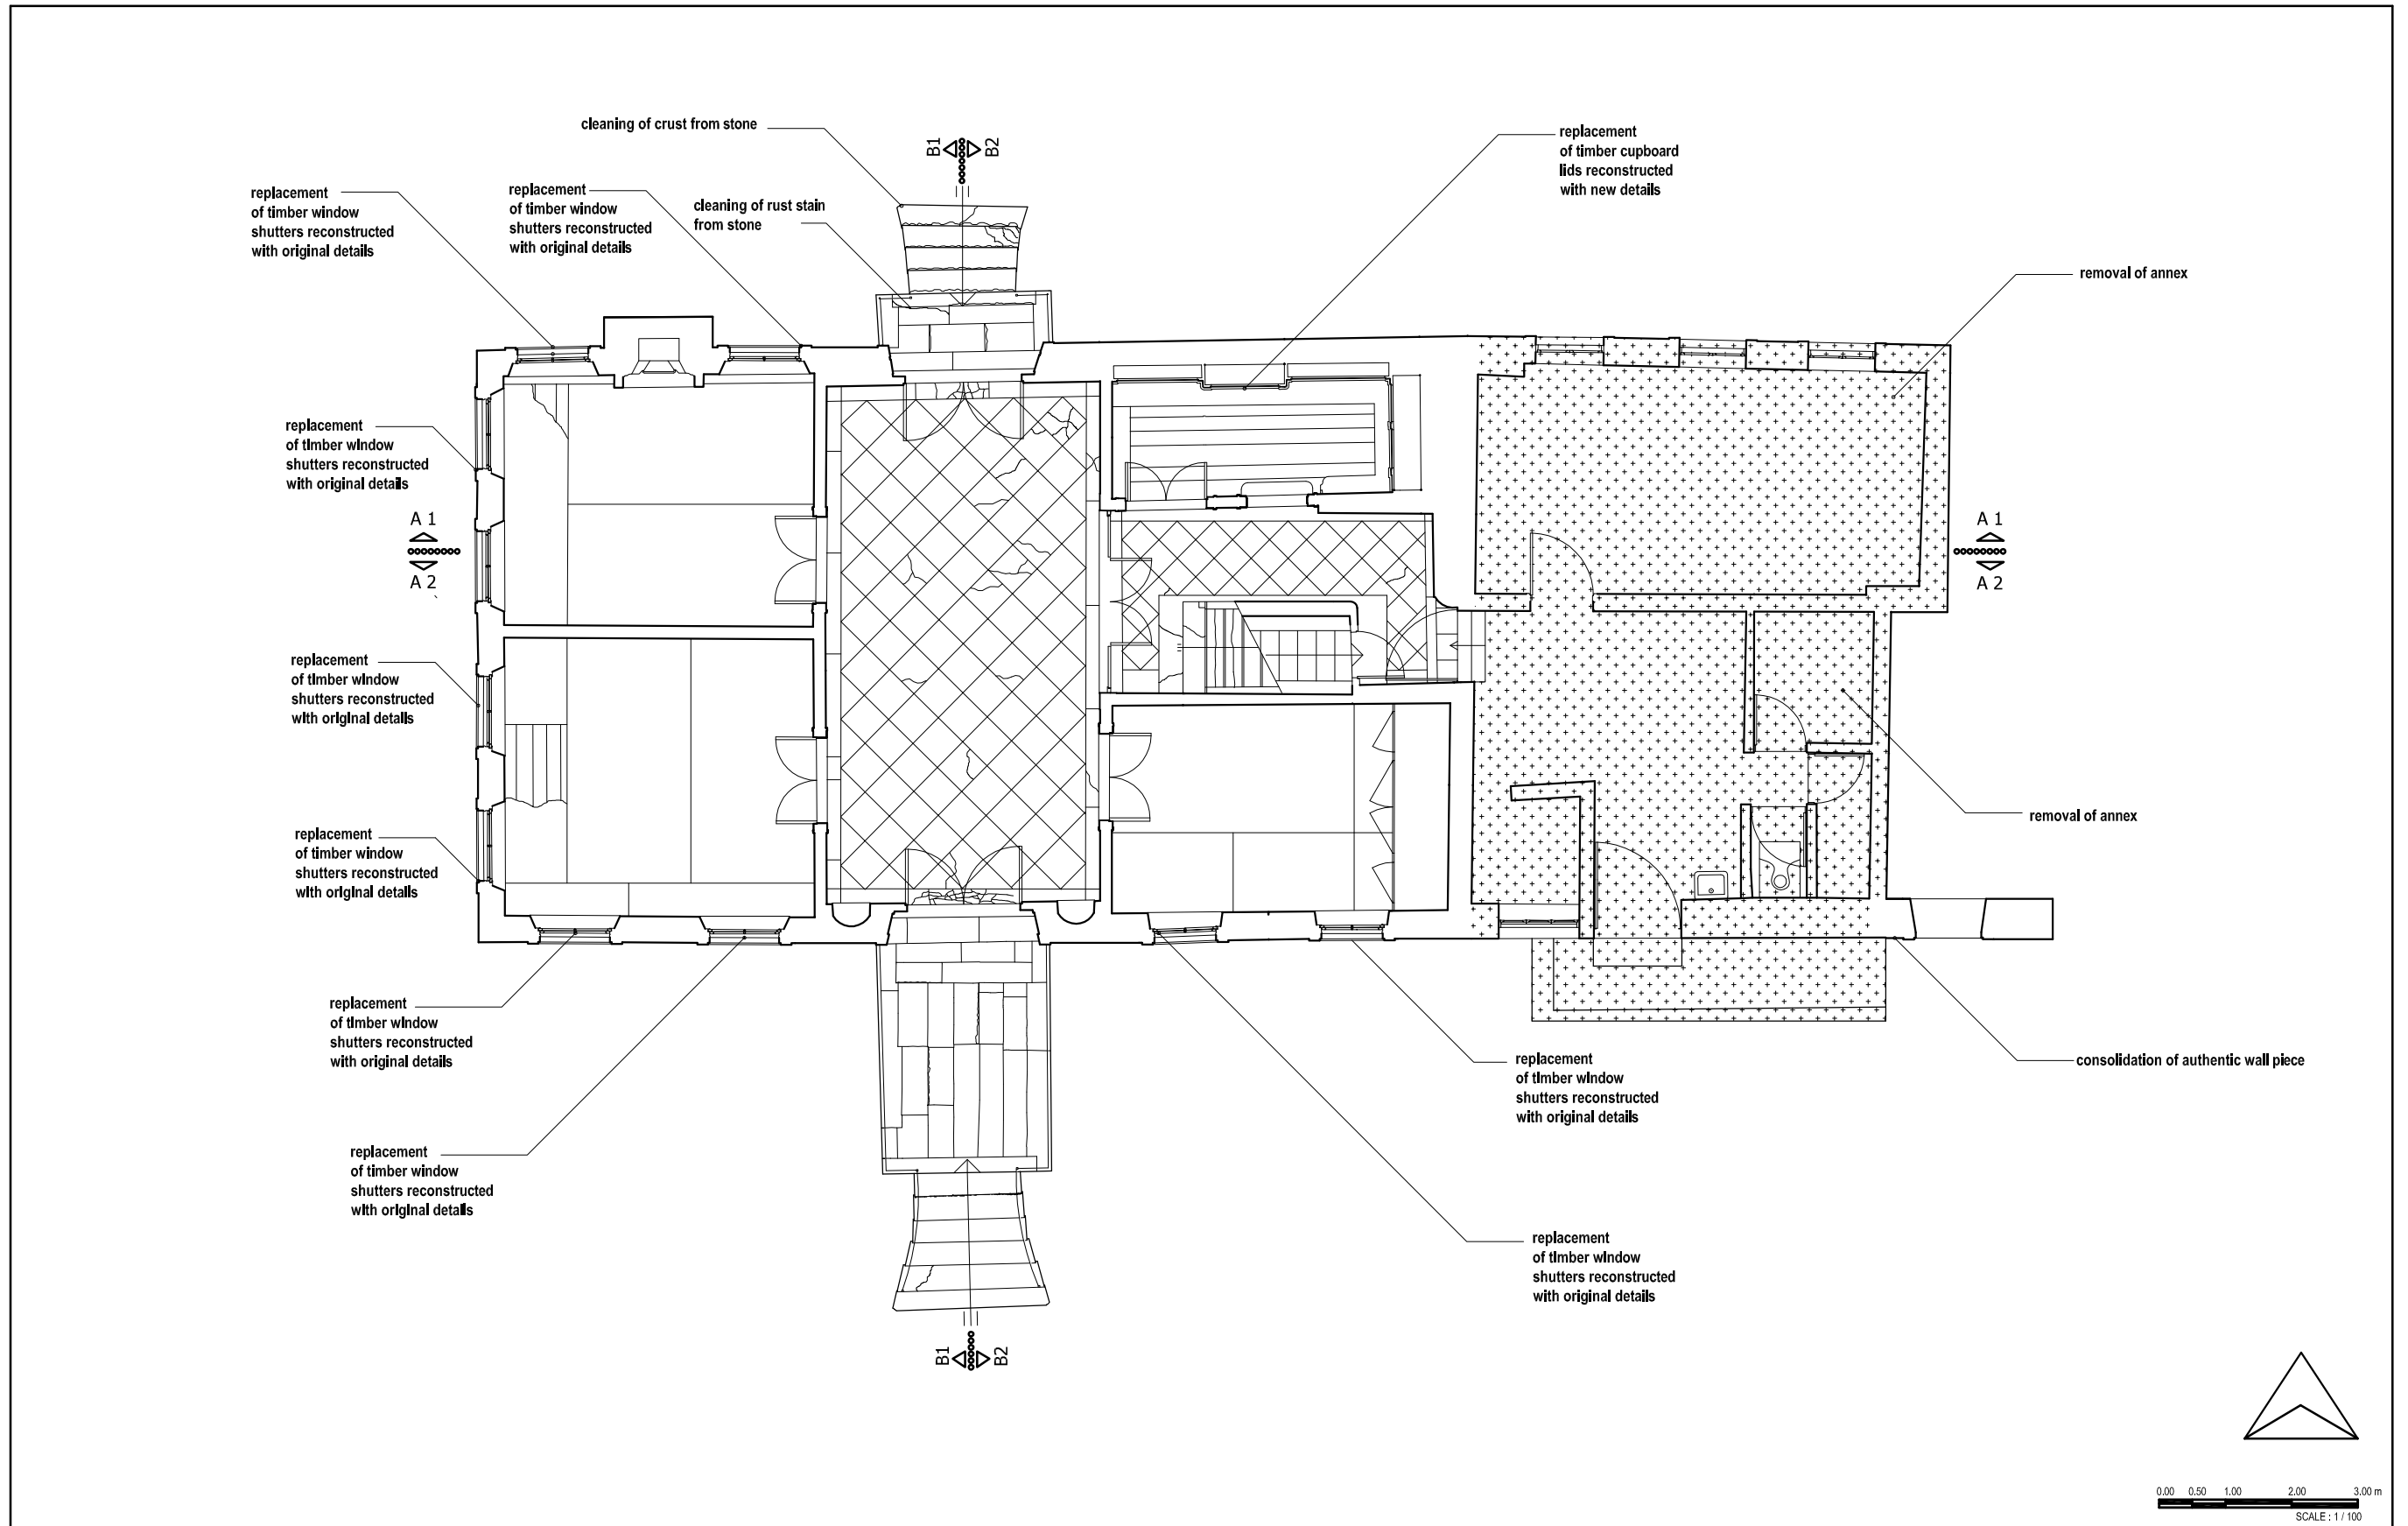 cleaning of crust from stone
B1
B2
replacement
of timber cupboard
lids reconstructed
with new details
replacement
of timber window
shutters reconstructed
with original details
replacement
of timber window
shutters reconstructed
with original details
cleaning of rust stain
from stone
removal of annex
replacement
of timber window
shutters reconstructed
with original details
A 1
A 2
A 1
A 2
replacement
of timber window
shutters reconstructed
with original details
removal of annex
replacement
of timber window
shutters reconstructed
with original details
replacement
of timber window
shutters reconstructed
with original details
replacement
of timber window
shutters reconstructed
with original details
consolidation of authentic wall piece
replacement
of timber window
shutters reconstructed
with original details
replacement
of timber window
shutters reconstructed
with original details
B1
B2
0.00 0.50 1.00 2.00 3.00 m
SCALE : 1 / 100